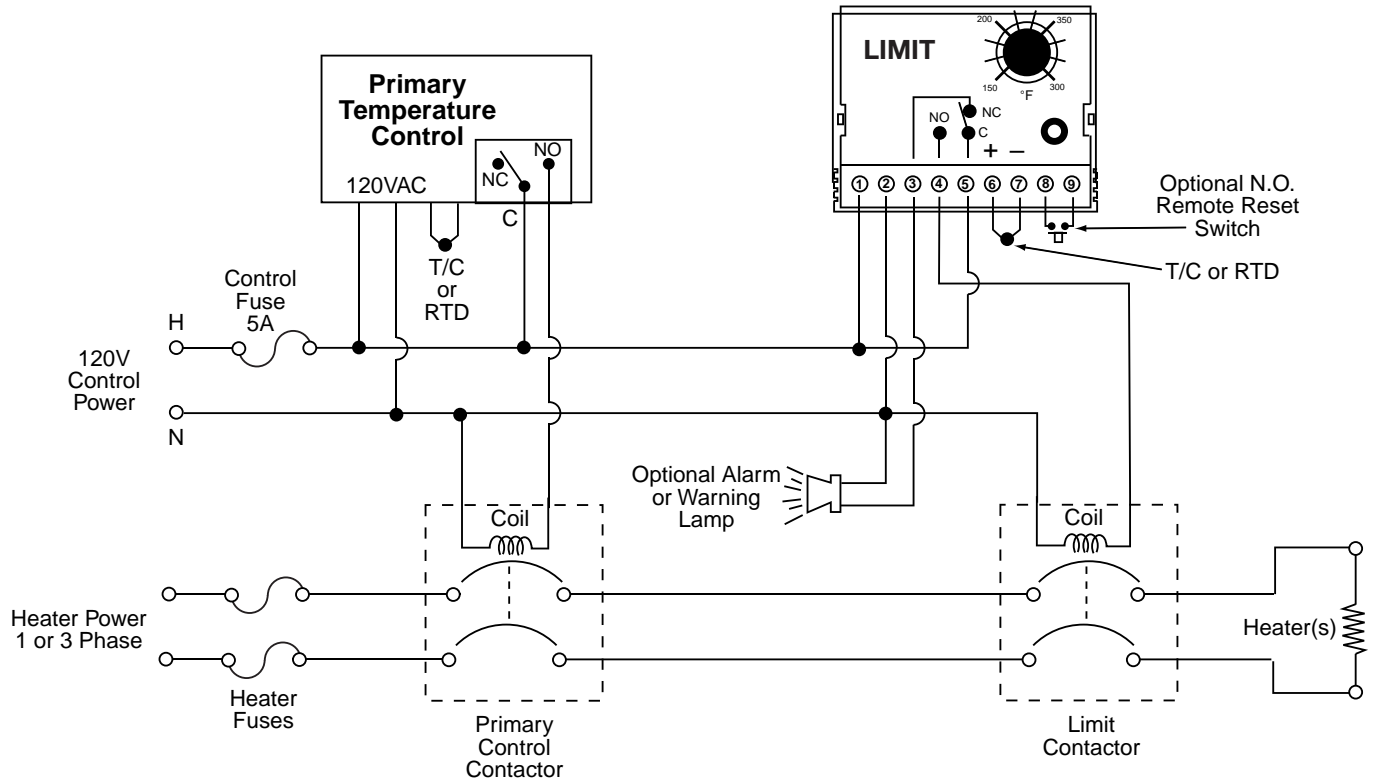 Primary
Temperature
Control
NC
NO
120VAC
C
T/C
or
RTD
LIMIT
200
350
150
300
°F
NO
NC
C
+ –
1 2 3 4 5 6 7 8 9
Optional N.O.
Remote Reset
Switch
T/C or RTD
Control
Fuse
5A
H
120V
Control
Power
N
Optional Alarm
or Warning
Lamp
Coil
Coil
Heater Power
1 or 3 Phase
Heater(s)
Heater
Fuses
Primary
Control
Contactor
Limit
Contactor